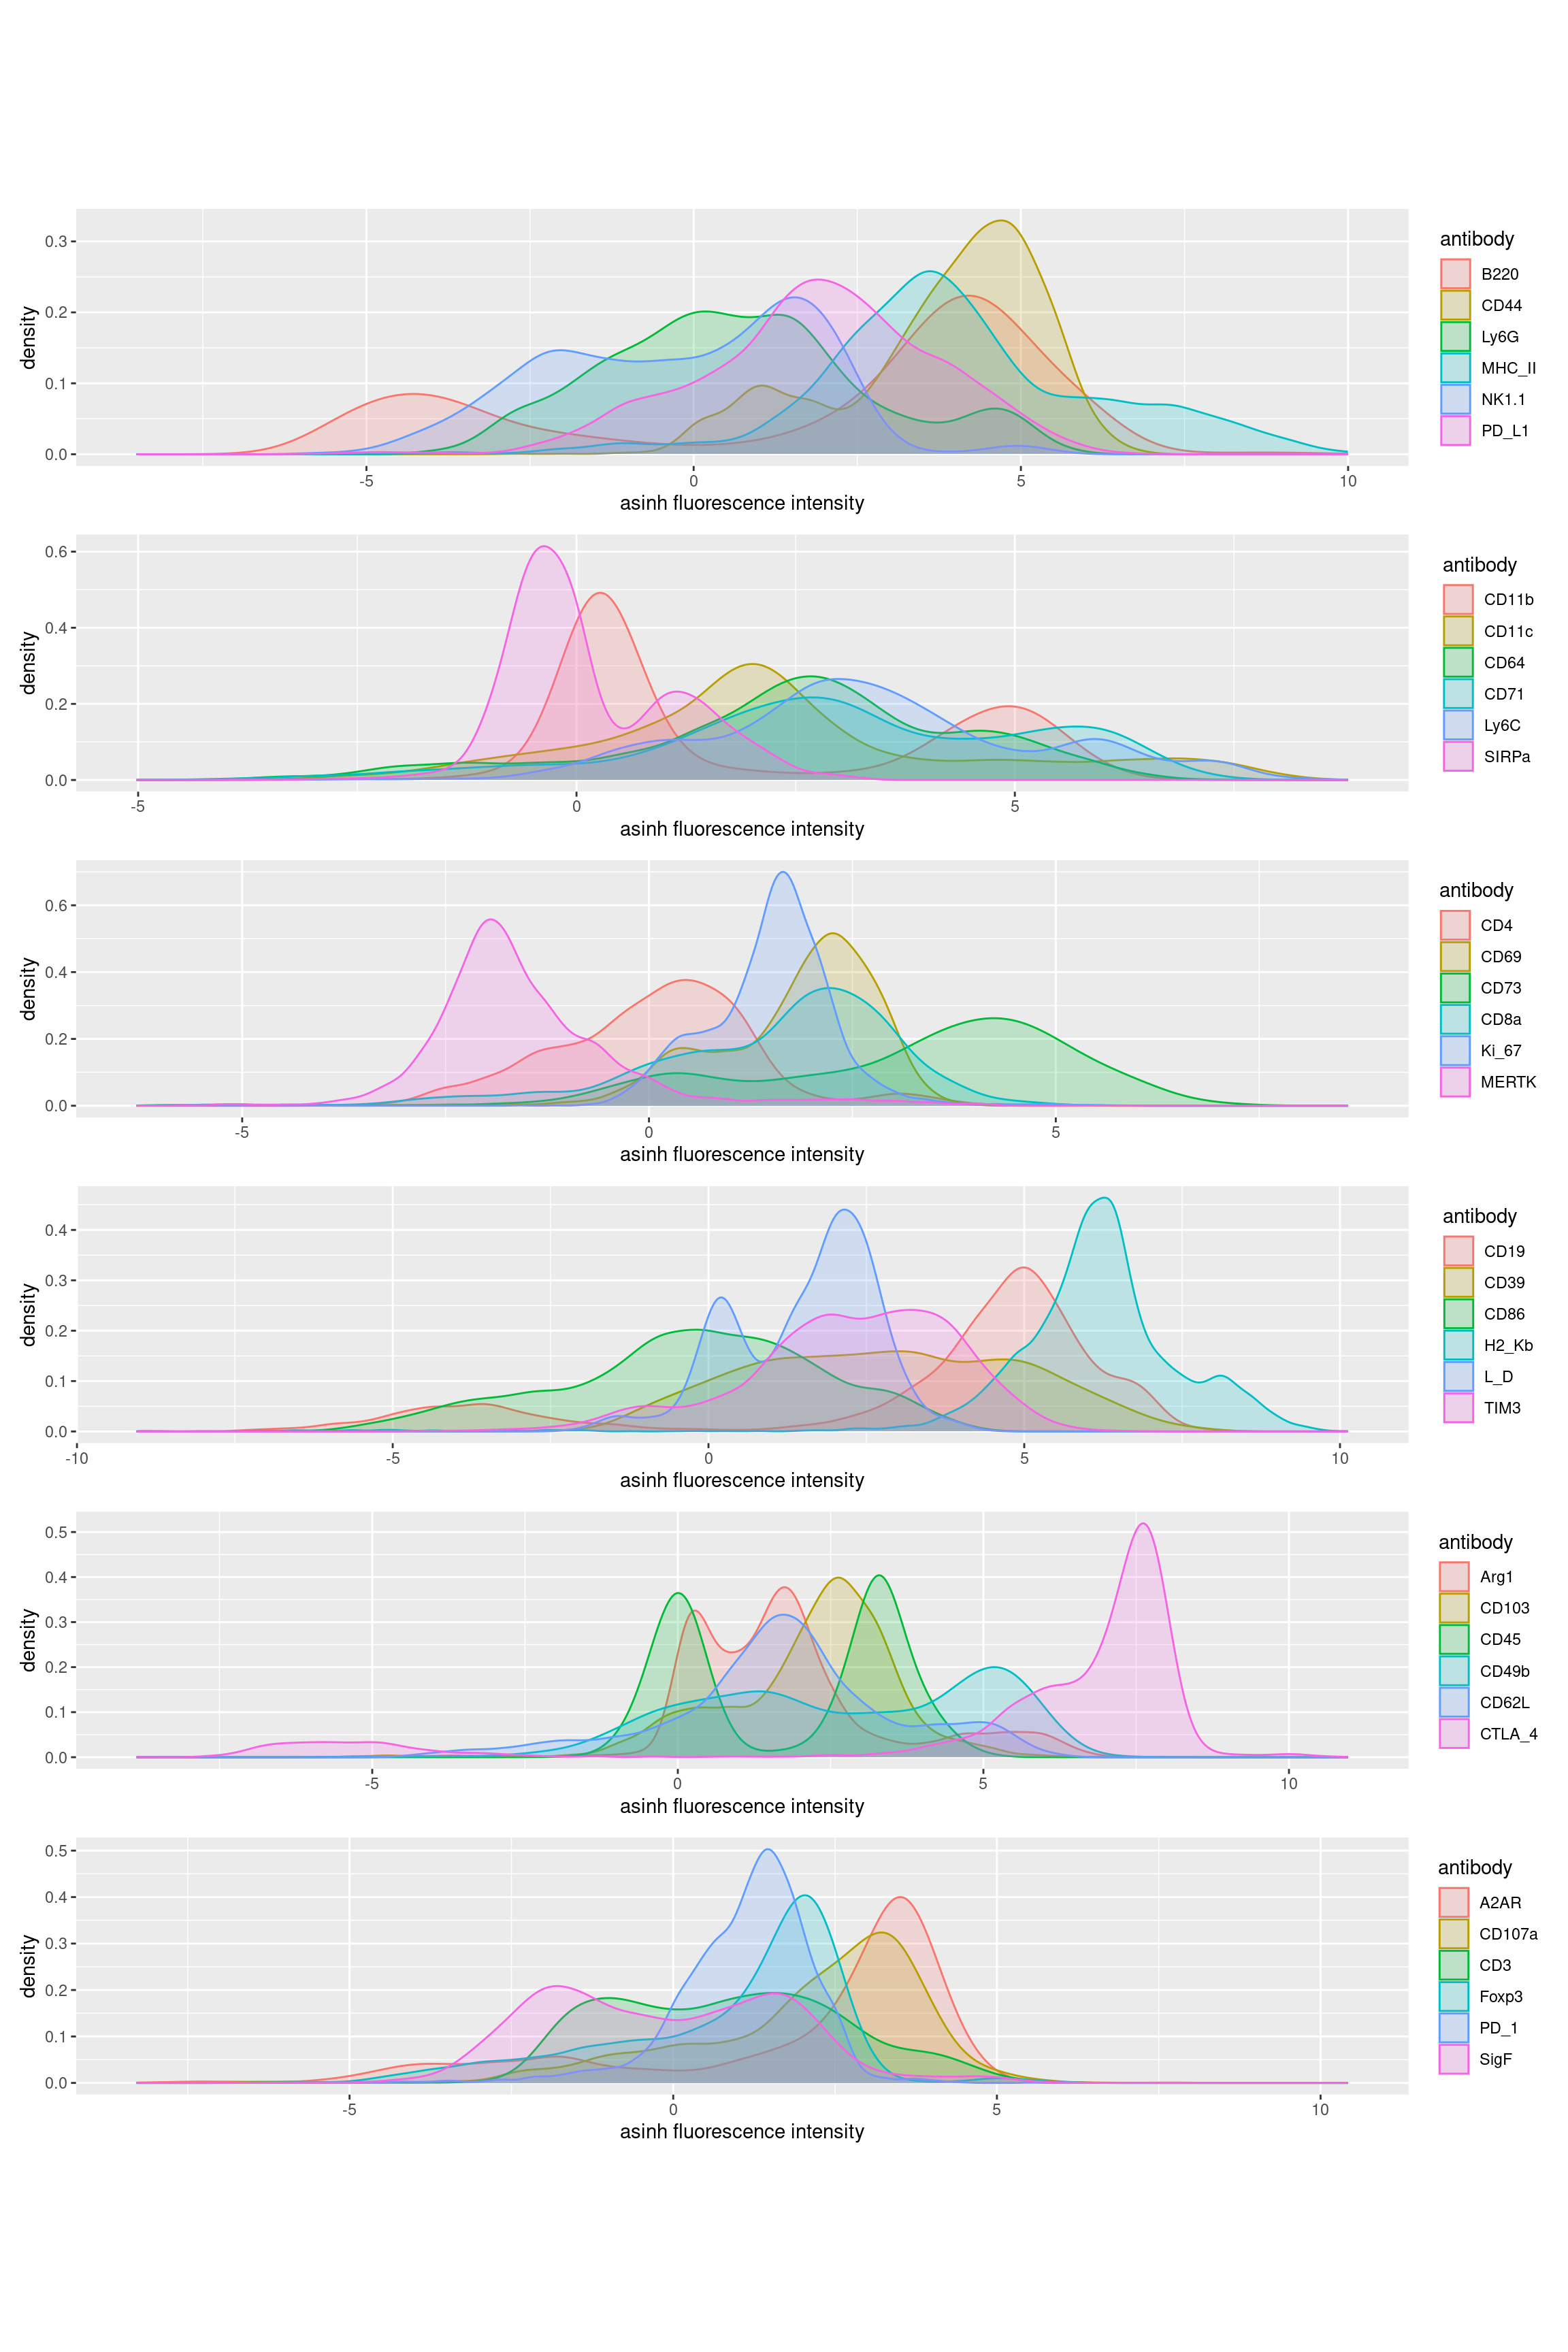 density
0.3
0.2
0.1
0.0
-5
0
5
10
asinh fluorescence intensity
antibody
B220
CD44
Ly6G
MHC_II
NK1.1
PD_L1
density
0.6
0.4
0.2
0.0
-5
0
5
asinh fluorescence intensity
antibody
CD11b
CD11c
CD64
CD71
Ly6C
SIRPa
density
0.6
0.4
0.2
0.0
-5
0
5
asinh fluorescence intensity
antibody
CD4
CD69
CD73
CD8a
Ki_67
MERTK
density
0.4
0.3
0.2
0.1
0.0
-10
-5
0
5
10
asinh fluorescence intensity
antibody
CD19
CD39
CD86
H2_Kb
L_D
TIM3
density
0.5
0.4
0.3
0.2
0.1
0.0
-5
0
5
10
asinh fluorescence intensity
antibody
Arg1
CD103
CD45
CD49b
CD62L
CTLA_4
density
0.5
0.4
0.3
0.2
0.1
0.0
-5
0
5
10
asinh fluorescence intensity
antibody
A2AR
CD107a
CD3
Foxp3
PD_1
SigF